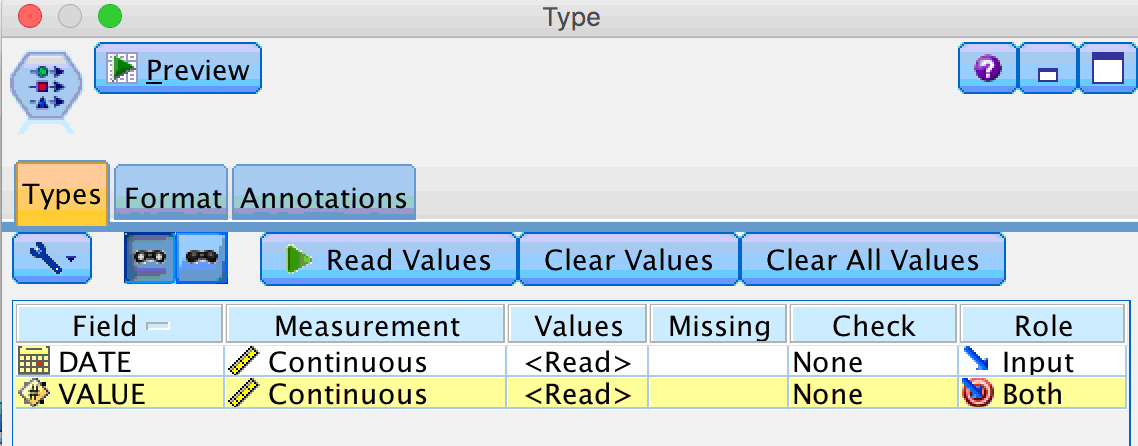 Type
Preview
Types Format Annotations
Read Values Clear Values Clear All Values
Field Measurement Values Missing Check Role
DATE Continuous <Read> None Input
# VALUE Continuous <Read> None Both